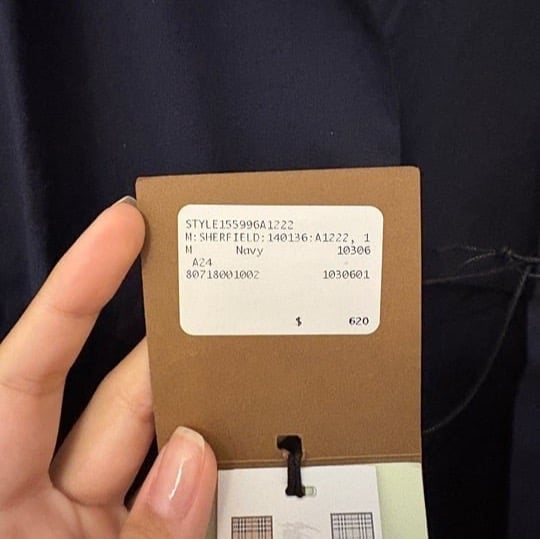 STYLE155996A1222
M:SHERFIELD:140136:A1222, 1
M Navy 10306
A24
80718001002 1030601
$ 620